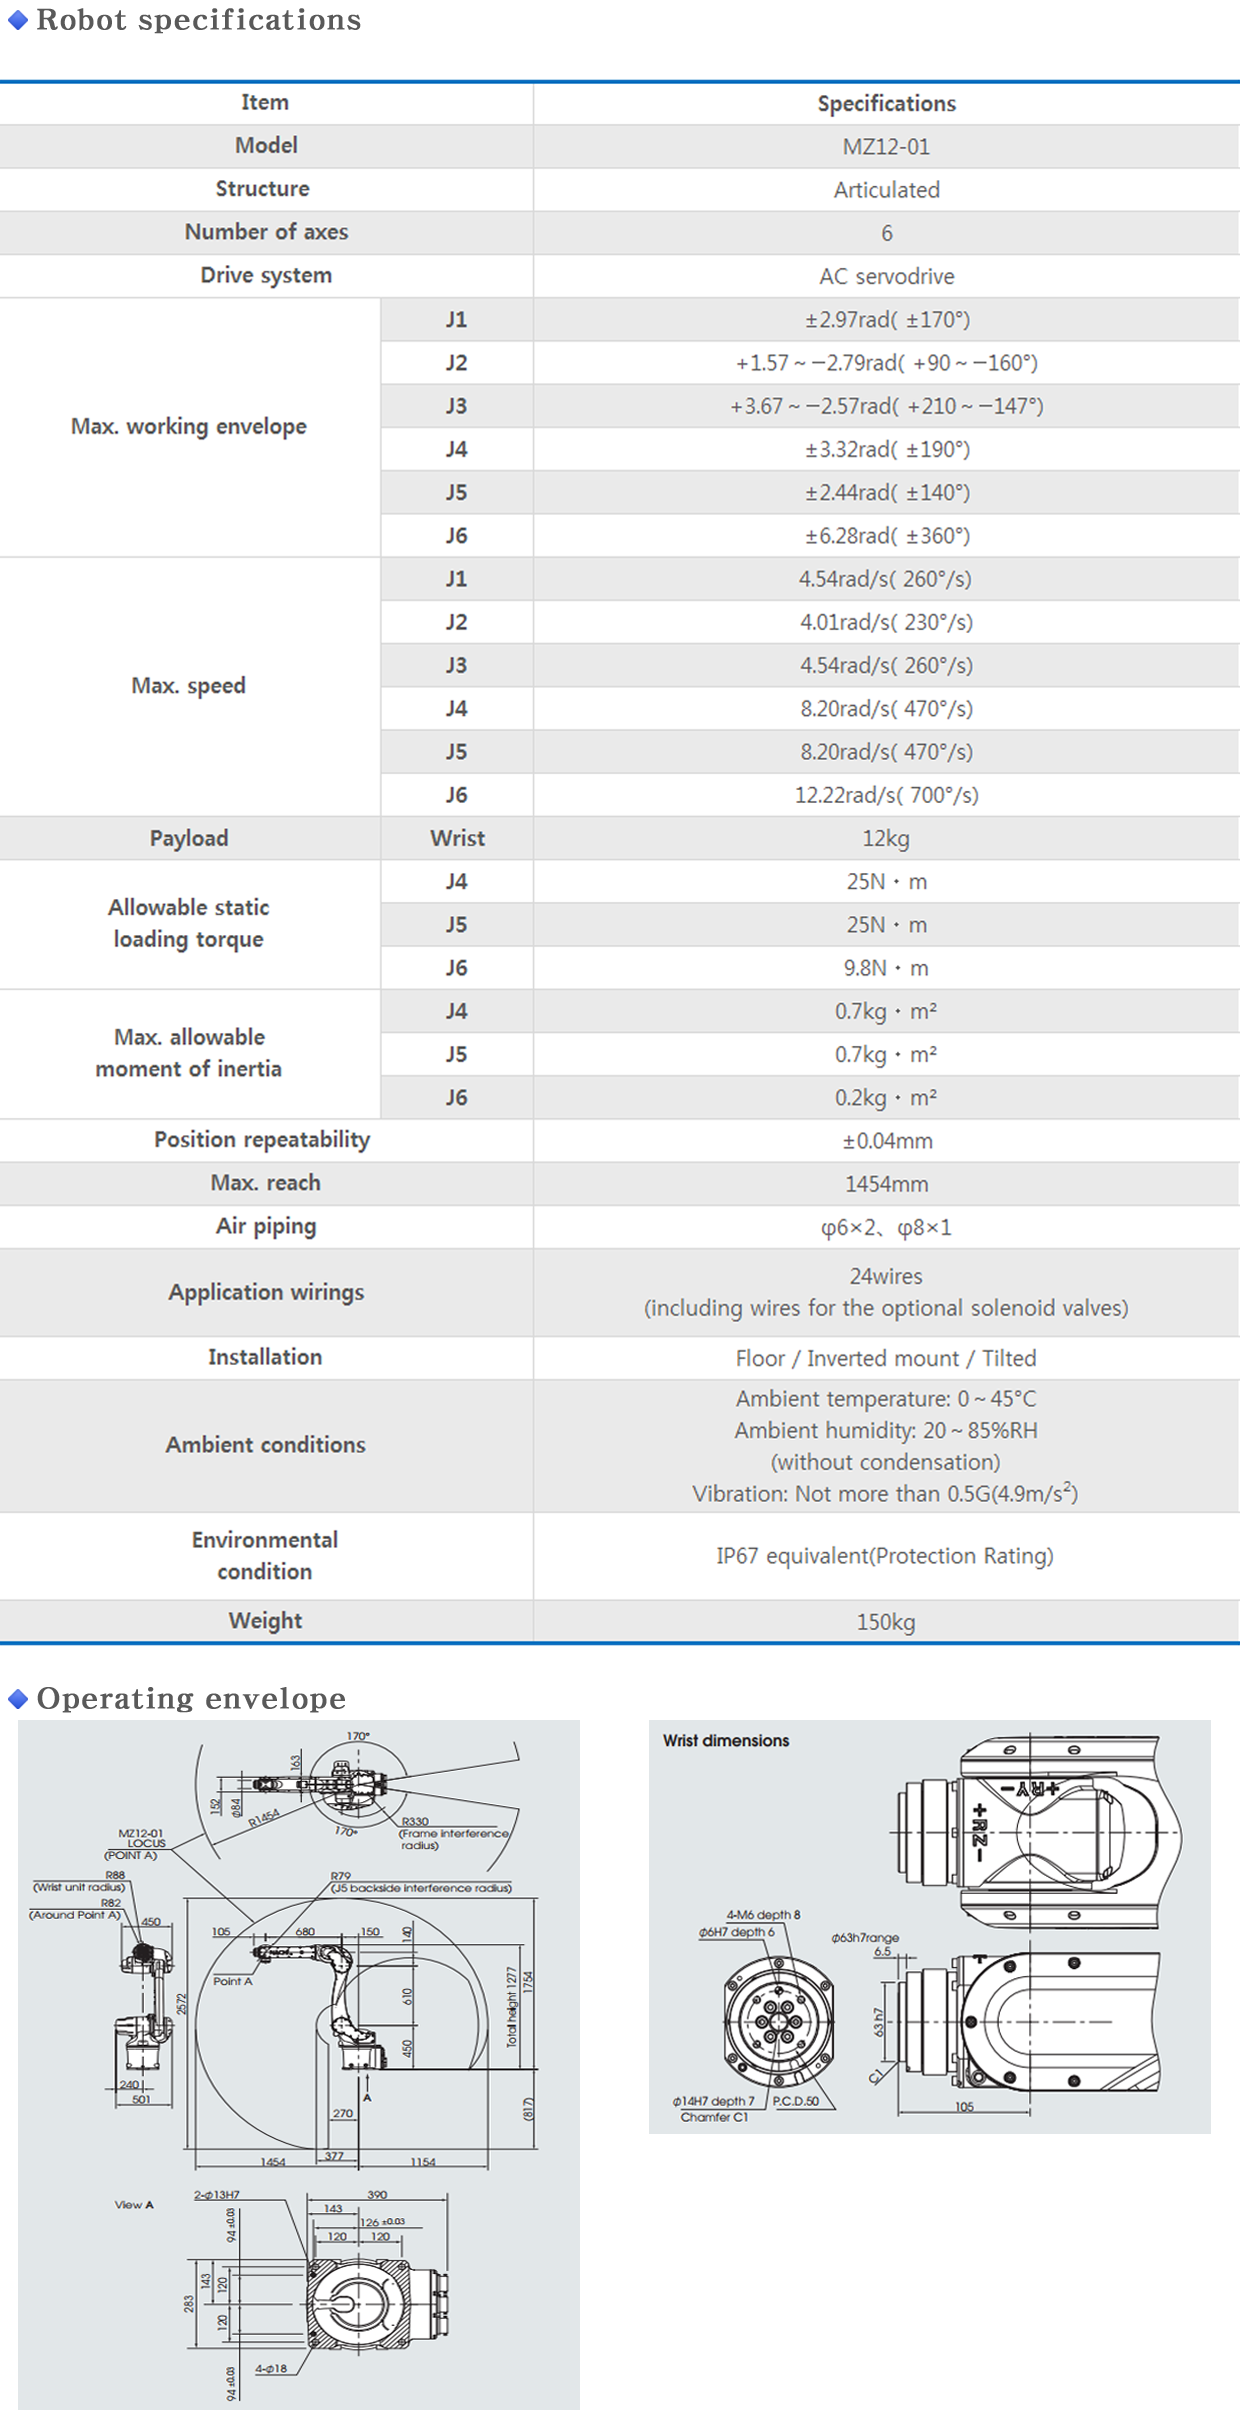 Robot specifications
Item Specifications
Model MZ12-01
Structure Articulated
Number of axes 6
Drive system AC servodrive
Max. working envelope
J1 ±2.97rad( ±170°)
J2 +1.57~−2.79rad( +90~−160°)
J3 +3.67~−2.57rad( +210~−147°)
J4 ±3.32rad( ±190°)
J5 ±2.44rad( ±140°)
J6 ±6.28rad( ±360°)
Max. speed
J1 4.54rad/s( 260°/s)
J2 4.01rad/s( 230°/s)
J3 4.54rad/s( 260°/s)
J4 8.20rad/s( 470°/s)
J5 8.20rad/s( 470°/s)
J6 12.22rad/s( 700°/s)
Payload Wrist 12kg
Allowable static
loading torque
J4 25N・m
J5 25N・m
J6 9.8N・m
Max. allowable
moment of inertia
J4 0.7kg・m²
J5 0.7kg・m²
J6 0.2kg・m²
Position repeatability ±0.04mm
Max. reach 1454mm
Air piping φ6×2、φ8×1
Application wirings
24wires
(including wires for the optional solenoid valves)
Installation Floor / Inverted mount / Tilted
Ambient conditions
Ambient temperature: 0~45°C
Ambient humidity: 20~85%RH
(without condensation)
Vibration: Not more than 0.5G(4.9m/s²)
Environmental
condition
IP67 equivalent(Protection Rating)
Weight 150kg
Operating envelope
170°
163
152
φ84
R1454
R330
(Frame interference
radius)
170°
MZ12-01
LOCUS
(POINT A)
R88
(Wrist unit radius)
R82
(Around Point A)
R79
(J5 backside interference radius)
450
105
680
150
140
Point A
610
Total height 1277
1754
2572
450
240
501
A
270
(817)
377
1454
1154
View A
2-φ13H7
390
143
126 ±0.03
120
120
94 ±0.03
143
120
283
120
94 ±0.03
4-φ18
Wrist dimensions
+RY−
+RZ−
4-M6 depth 8
φ6H7 depth 6
φ63h7range
6.5
63 h7
C1
φ14H7 depth 7
P.C.D.50
Chamfer C1
105